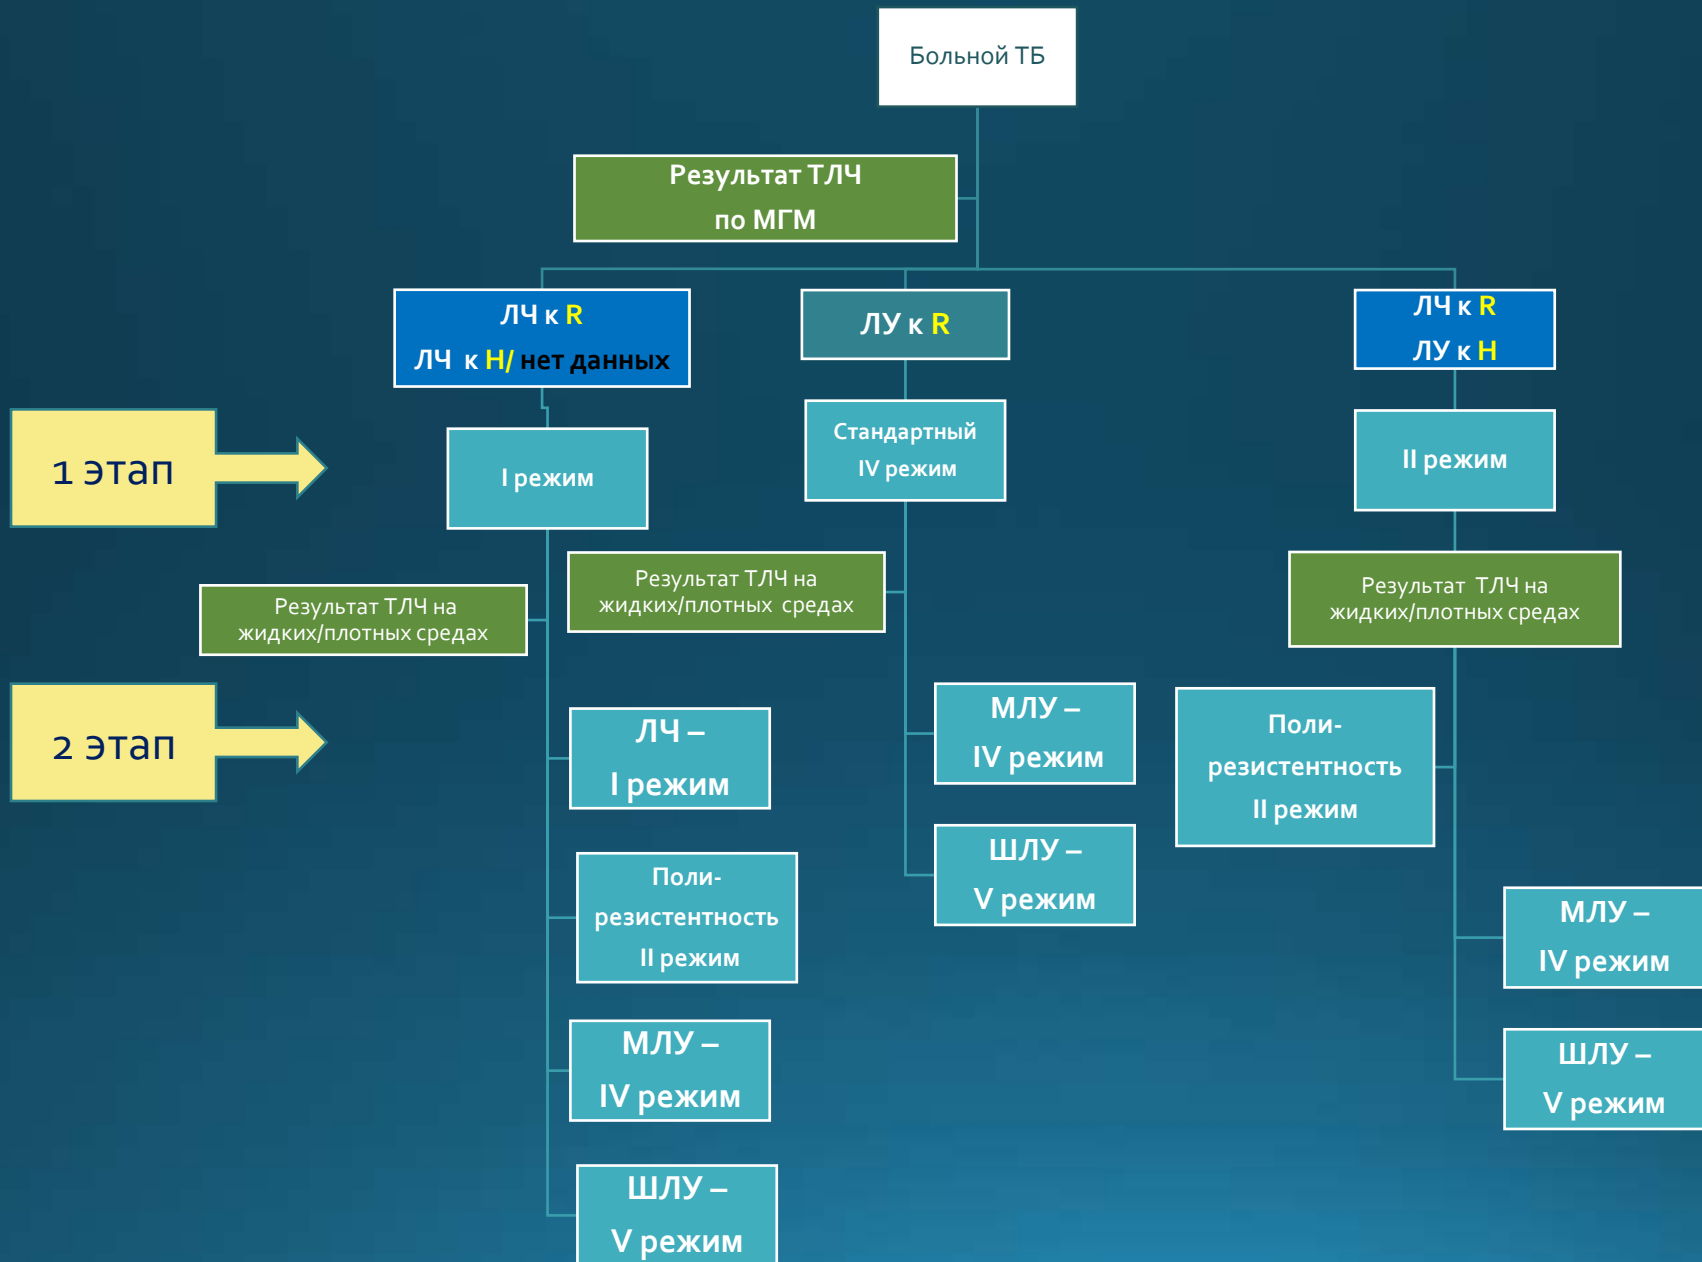 Больной ТБ
Результат ТЛЧ
по МГМ
ЛЧ к R
ЛЧ к H/ нет данных
ЛУ к R
ЛЧ к R
ЛУ к H
1 этап
I режим
Стандартный
IV режим
II режим
Результат ТЛЧ на
жидких/плотных средах
Результат ТЛЧ на
жидких/плотных средах
Результат ТЛЧ на
жидких/плотных средах
2 этап
ЛЧ –
I режим
Поли-
резистентность
II режим
МЛУ –
IV режим
ШЛУ –
V режим
МЛУ –
IV режим
ШЛУ –
V режим
Поли-
резистентность
II режим
МЛУ –
IV режим
ШЛУ –
V режим